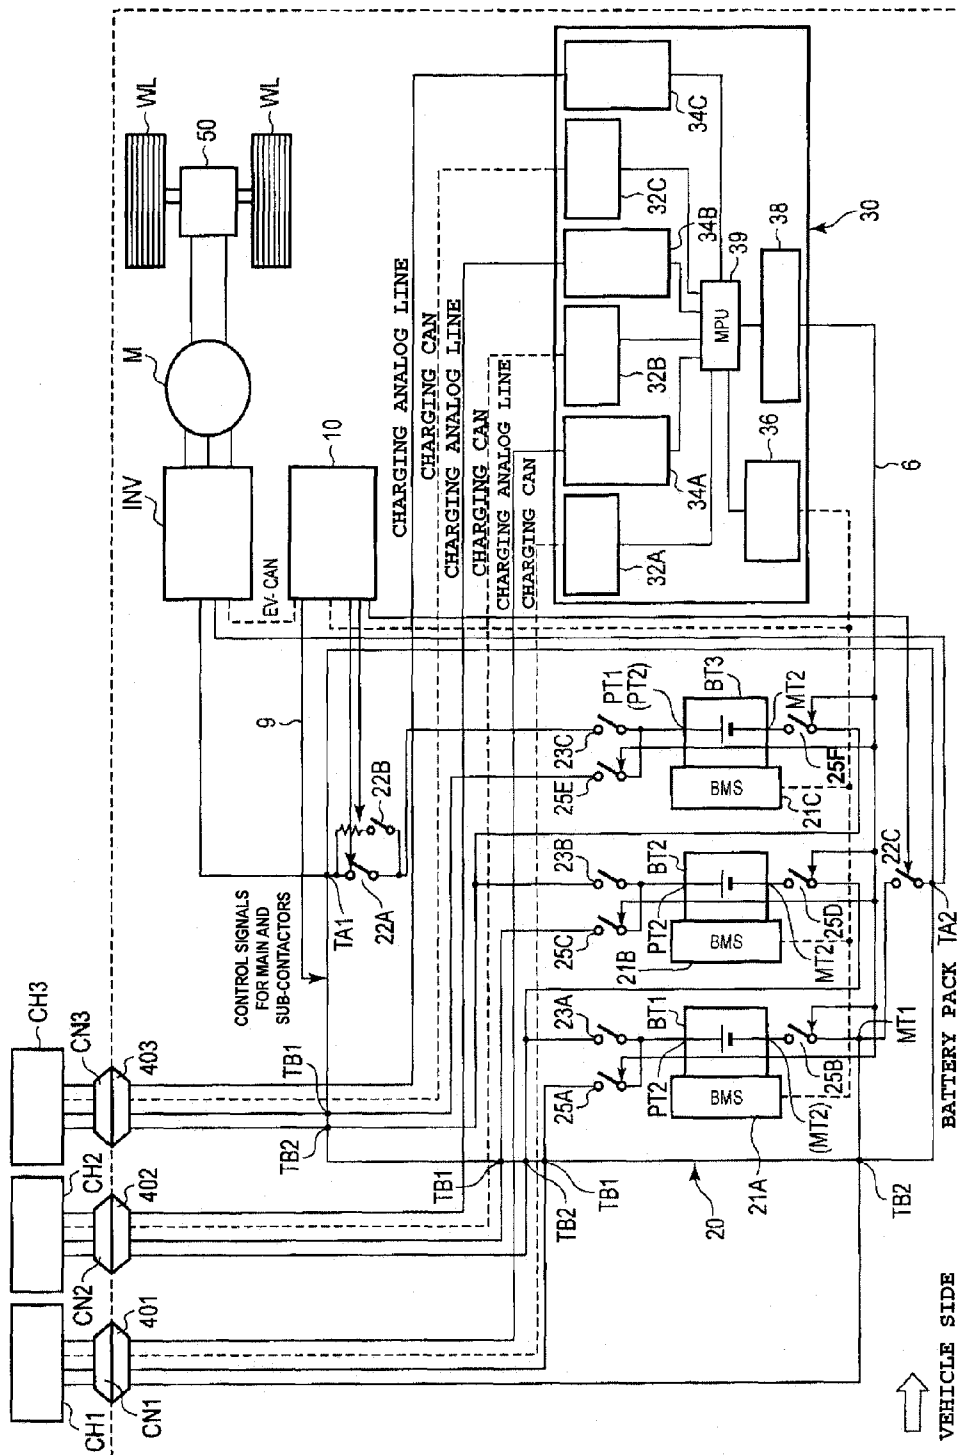 CH1
CH2
CH3
CN1
CN2
CN3
401
402
403
WL
WL
50
M
INV
10
EV-CAN
9
CONTROL SIGNALS
FOR MAIN AND
SUB-CONTACTORS
TA1
22A
22B
CHARGING ANALOG LINE
CHARGING CAN
CHARGING ANALOG LINE
CHARGING CAN
CHARGING ANALOG LINE
CHARGING CAN
34C
32C
34B
32B
34A
32A
MPU
39
38
36
30
6
TB1
TB2
TB1
TB2
TB1
TB2
20
23A
25A
PT2
BT1
BMS
21A
25B
(MT2)
MT1
23B
25C
PT2
BT2
BMS
21B
25D
MT2
23C
25E
PT1
(PT2)
BT3
BMS
21C
25F
MT2
22C
TA2
BATTERY PACK
VEHICLE SIDE